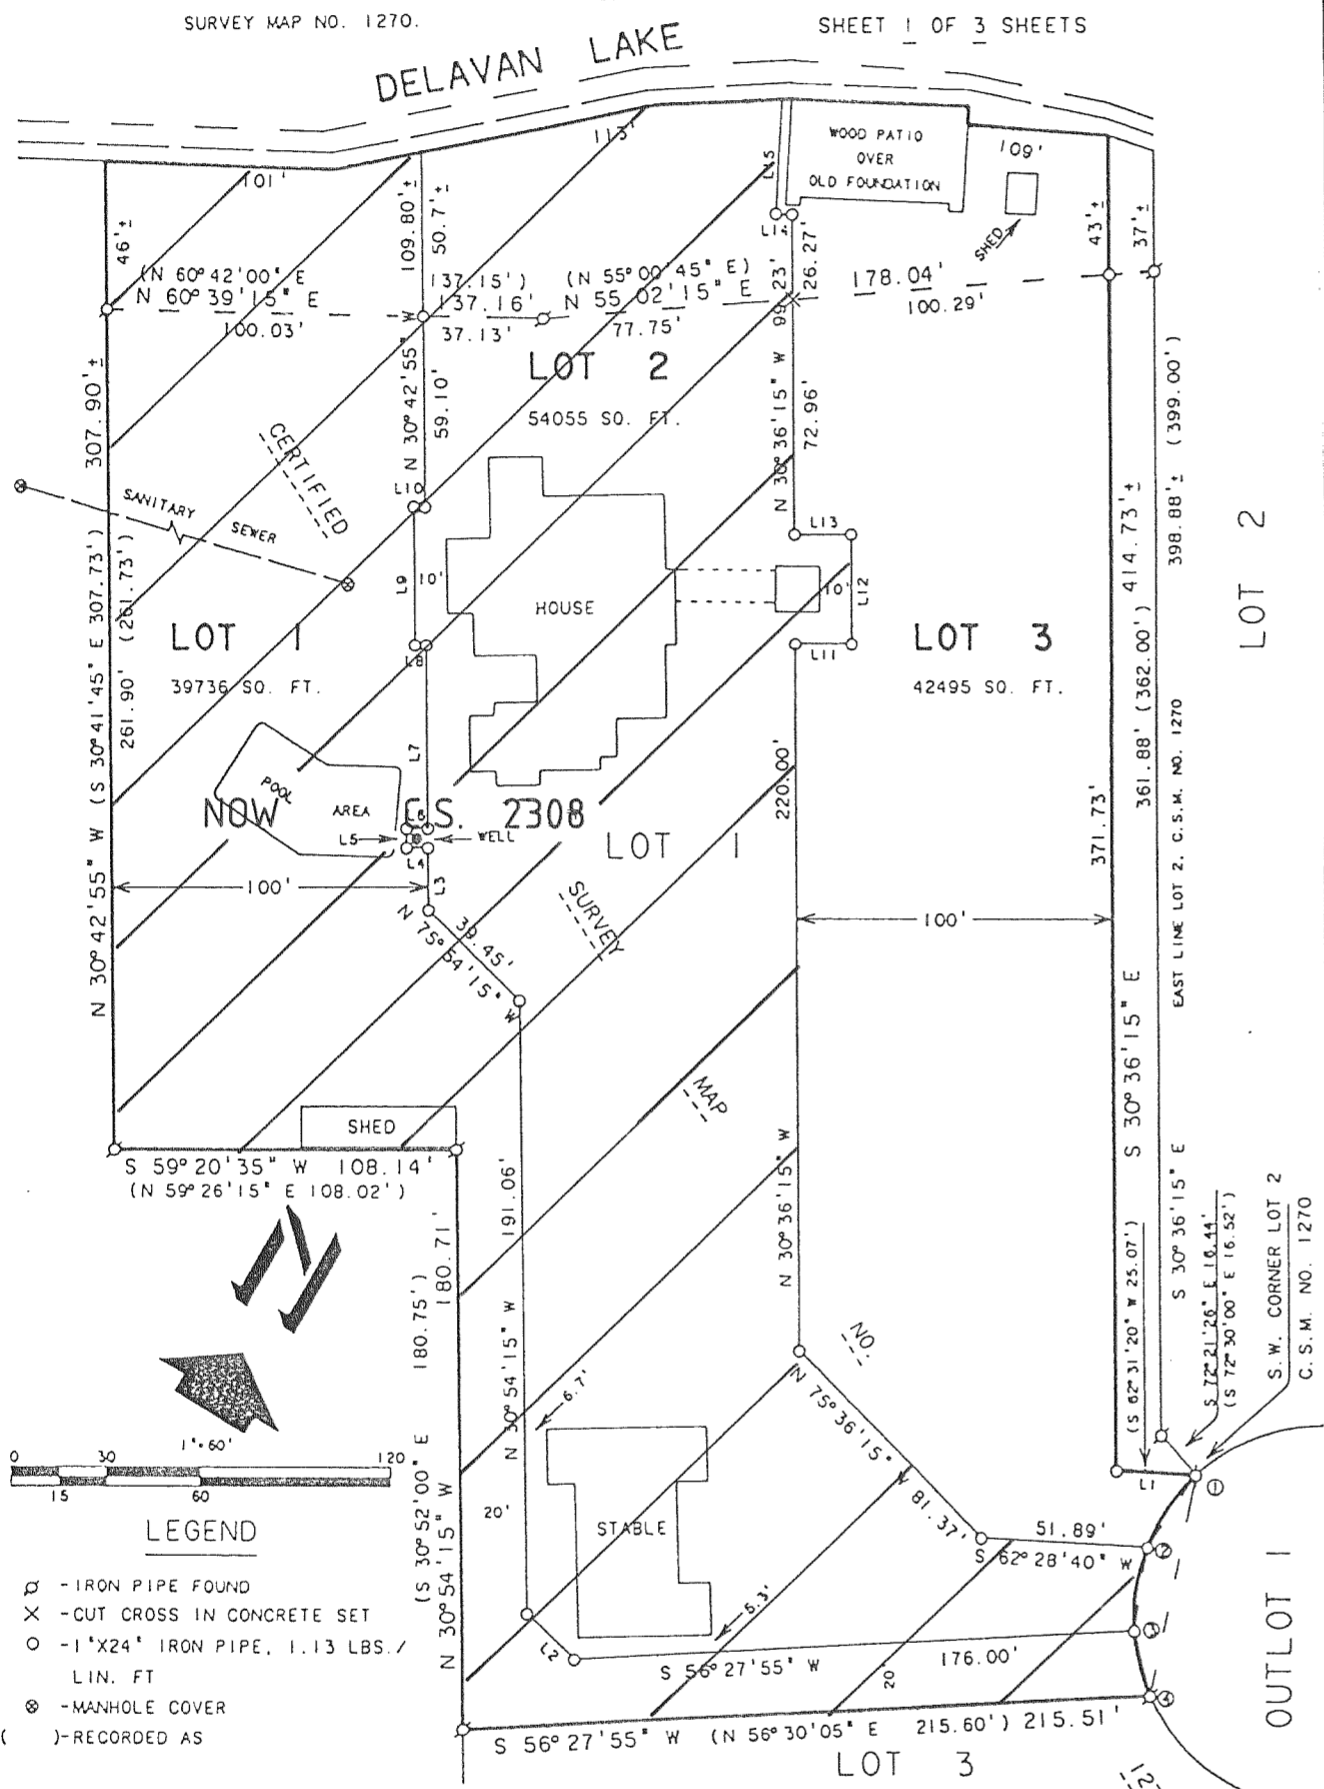 SURVEY MAP NO. 1270.
SHEET 1 OF 3 SHEETS
DELAVAN LAKE
101'
113'
109'
WOOD PATIO
OVER
OLD FOUNDATION
SHED
46'±
109.80'±
50.7'±
L15
L14
99.23'
26.27'
43'±
37'±
(N 60°42'00" E
N 60°39'15" E
100.03'
137.15')
137.16'
37.13'
(N 55°00'45" E)
N 55 02'15" E
77.75'
178.04'
100.29'
LOT 2
54055 SQ. FT.
N 30°42'55" W
59.10'
N 30°36'15" W
72.96'
307.90'±
CERTIFIED
SANITARY
SEWER
L10
L9
10'
L8
L7
HOUSE
L13
10'
L12
L11
LOT 1
39736 SQ. FT.
LOT 3
42495 SQ. FT.
N 30°42'55" W (S 30°41'45" E 307.73')
261.90' (261.73')
414.73'±
371.73'
S 30°36'15" E
398.88'± (399.00')
361.88' (362.00')
EAST LINE LOT 2, C.S.M. NO. 1270
S 30°36'15" E
LOT 2
POOL
AREA
NOW C.S. 2308
L6
L5
WELL
L4
L3
LOT 1
220.00'
100'
100'
N 75°54'15" W
39.45'
SURVEY
MAP
NO.
SHED
S 59°20'35" W 108.14'
(N 59°26'15" E 108.02')
191.06'
N 30°54'15" W
180.71'
180.75')
(S 30°52'00" E
N 30°54'15" W
N 30°36'15" W
N
6.7'
20'
STABLE
6.3'
N 75°36'15" W 81.37'
51.89'
S 62°28'40" W
(S 62°31'20" W 25.07')
S 72°21'26" E 16.44'
(S 72°30'00" E 16.52')
S.W. CORNER LOT 2
C.S.M. NO. 1270
L1
1
2
3
4
L2
S 56°27'55" W
176.00'
20'
S 56°27'55" W (N 56°30'05" E 215.60') 215.51'
LOT 3
OUTLOT 1
0 30 1"=60' 120
15 60
LEGEND
-IRON PIPE FOUND
X -CUT CROSS IN CONCRETE SET
O -1"X24" IRON PIPE, 1.13 LBS./
LIN. FT
-MANHOLE COVER
( )-RECORDED AS